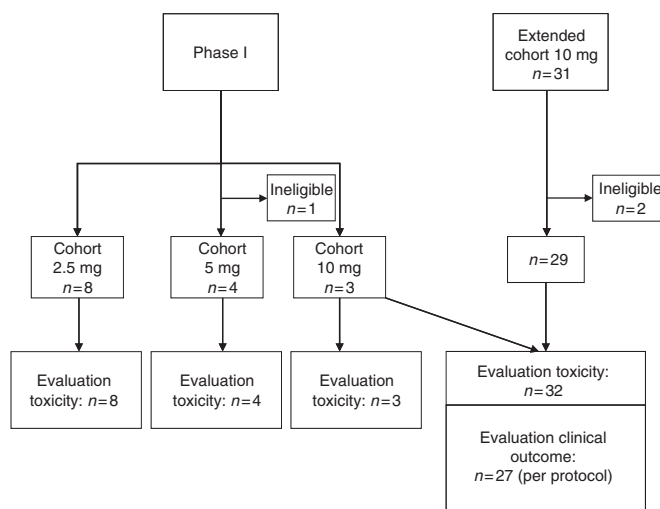 Phase I
Extended
cohort 10 mg
n=31
Ineligible
n=1
Ineligible
n=2
Cohort
2.5 mg
n=8
Cohort
5 mg
n=4
Cohort
10 mg
n=3
n=29
Evaluation
toxicity: n=8
Evaluation
toxicity: n=4
Evaluation
toxicity: n=3
Evaluation toxicity:
n=32
Evaluation clinical
outcome:
n=27 (per protocol)